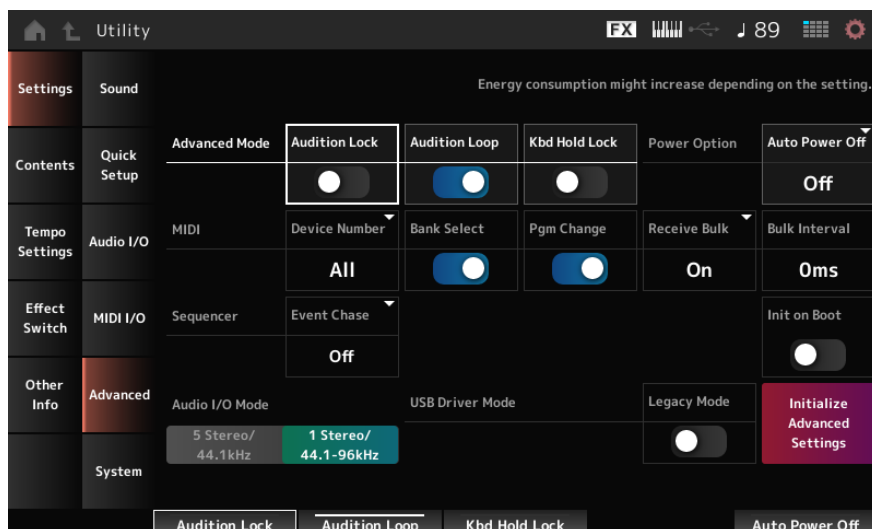 Utility
FX
89
Settings
Sound
Energy consumption might increase depending on the setting.
Advanced Mode
Audition Lock
Audition Loop
Kbd Hold Lock
Power Option
Auto Power Off
Off
Contents
Quick
Setup
Tempo
Settings
Audio I/O
MIDI
Device Number
All
Bank Select
Pgm Change
Receive Bulk
On
Bulk Interval
0ms
Effect
Switch
MIDI I/O
Sequencer
Event Chase
Off
Init on Boot
Other
Info
Advanced
Audio I/O Mode
5 Stereo/
44.1kHz
1 Stereo/
44.1-96kHz
USB Driver Mode
Legacy Mode
Initialize
Advanced
Settings
System
Audition Lock
Audition Loop
Kbd Hold Lock
Auto Power Off